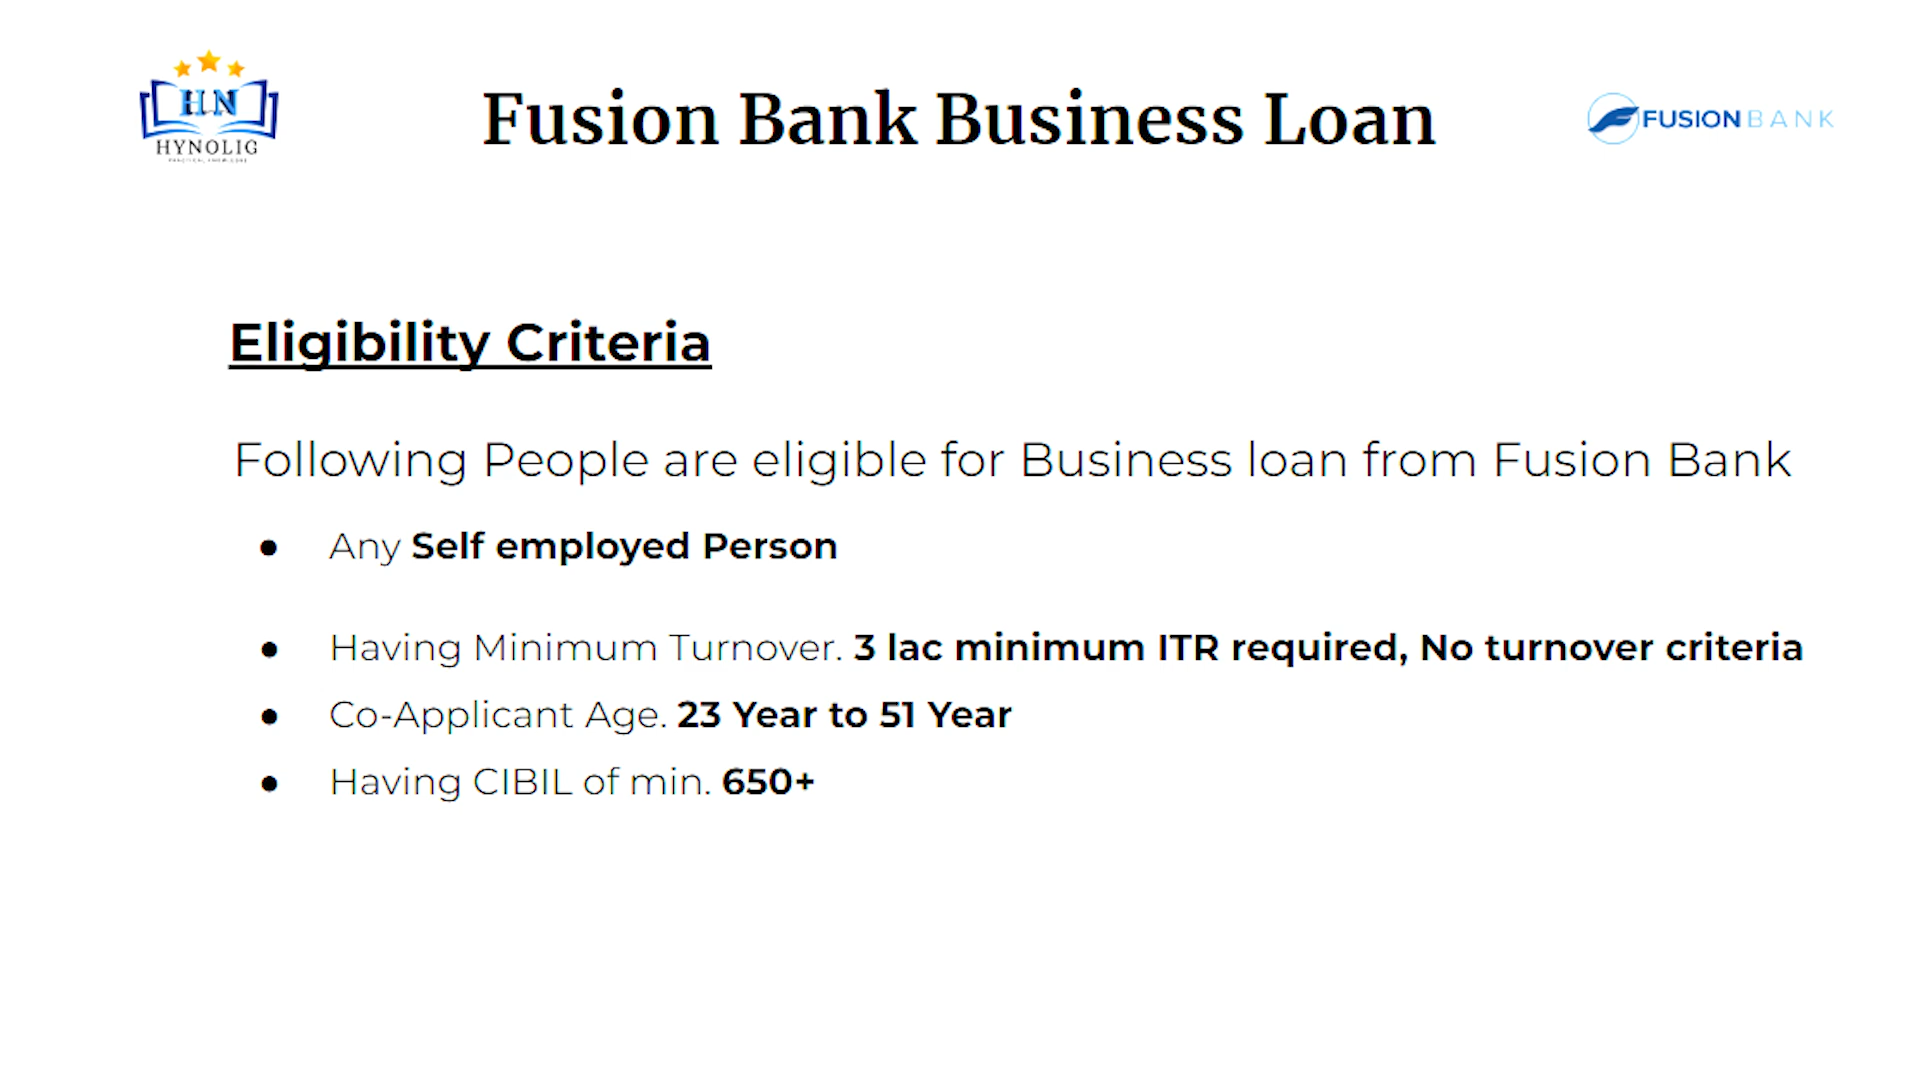 HN
HYNOLIG
Fusion Bank Business Loan
FUSION BANK
Eligibility Criteria
Following People are eligible for Business loan from Fusion Bank
● Any Self employed Person
● Having Minimum Turnover. 3 lac minimum ITR required, No turnover criteria
● Co-Applicant Age. 23 Year to 51 Year
● Having CIBIL of min. 650+